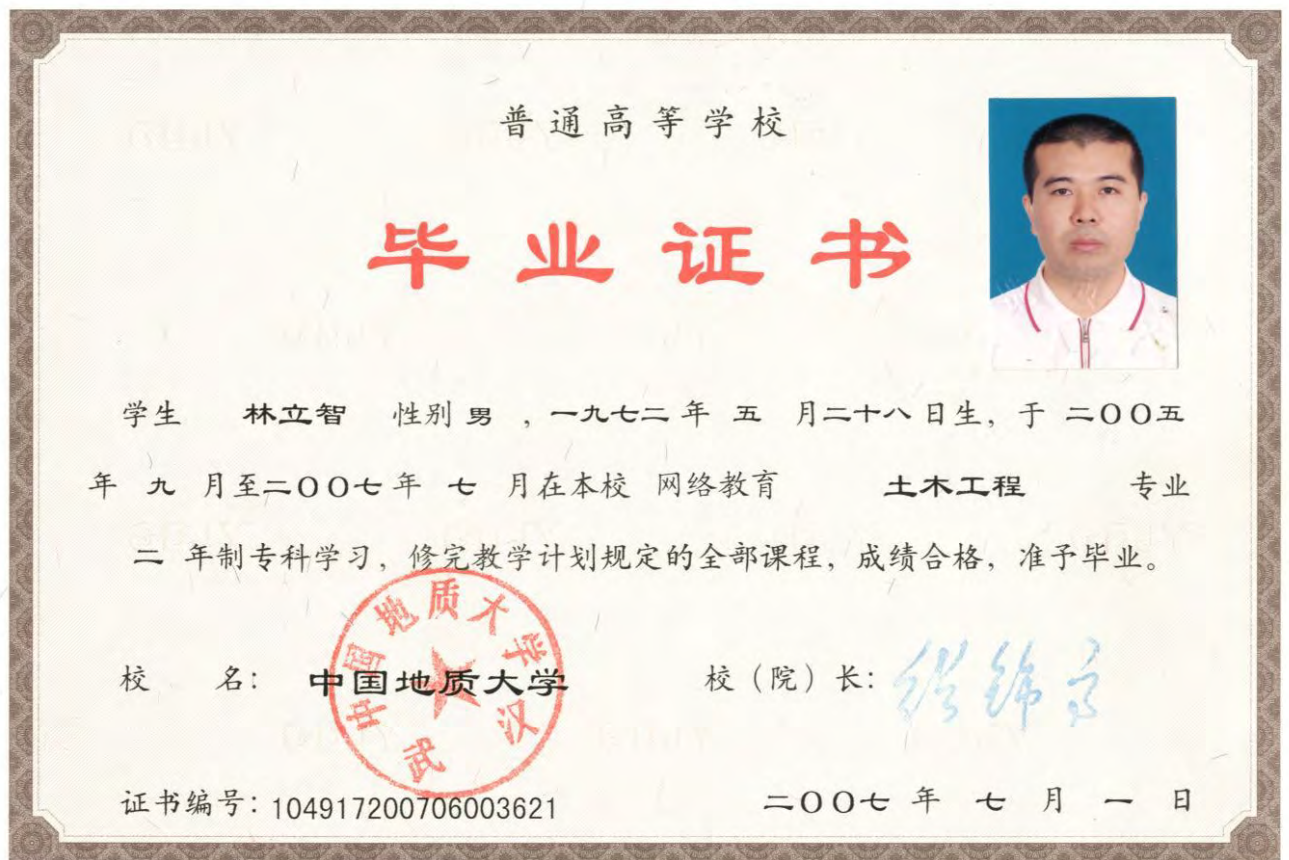 普通高等学校
毕业证书
学生 林立智 性别 男 ，一九七二 年 五 月二十八日生，于 二〇〇五
年 九 月至二〇〇七年 七 月在本校 网络教育 土木工程 专业
二 年制专科学习，修完教学计划规定的全部课程，成绩合格，准予毕业。
中国地质大学
武汉
校 名： 中国地质大学 校（院）长：
证书编号：104917200706003621 二〇〇七 年 七 月 一 日